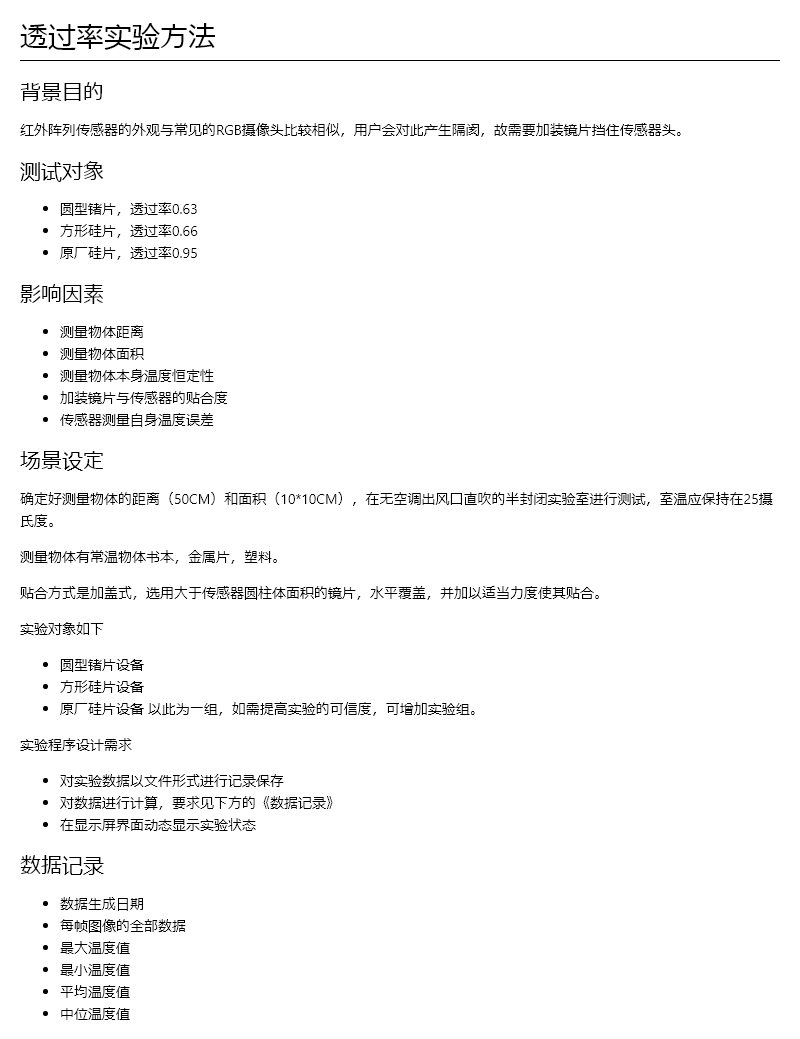 透过率实验方法
背景目的
红外阵列传感器的外观与常见的RGB摄像头比较相似，用户会对此产生隔阂，故需要加装镜片挡住传感器头。
测试对象
圆型锗片，透过率0.63
方形硅片，透过率0.66
原厂硅片，透过率0.95
影响因素
测量物体距离
测量物体面积
测量物体本身温度恒定性
加装镜片与传感器的贴合度
传感器测量自身温度误差
场景设定
确定好测量物体的距离（50CM）和面积（10*10CM），在无空调出风口直吹的半封闭实验室进行测试，室温应保持在25摄
氏度。
测量物体有常温物体书本，金属片，塑料。
贴合方式是加盖式，选用大于传感器圆柱体面积的镜片，水平覆盖，并加以适当力度使其贴合。
实验对象如下
圆型锗片设备
方形硅片设备
原厂硅片设备 以此为一组，如需提高实验的可信度，可增加实验组。
实验程序设计需求
对实验数据以文件形式进行记录保存
对数据进行计算，要求见下方的《数据记录》
在显示屏界面动态显示实验状态
数据记录
数据生成日期
每帧图像的全部数据
最大温度值
最小温度值
平均温度值
中位温度值